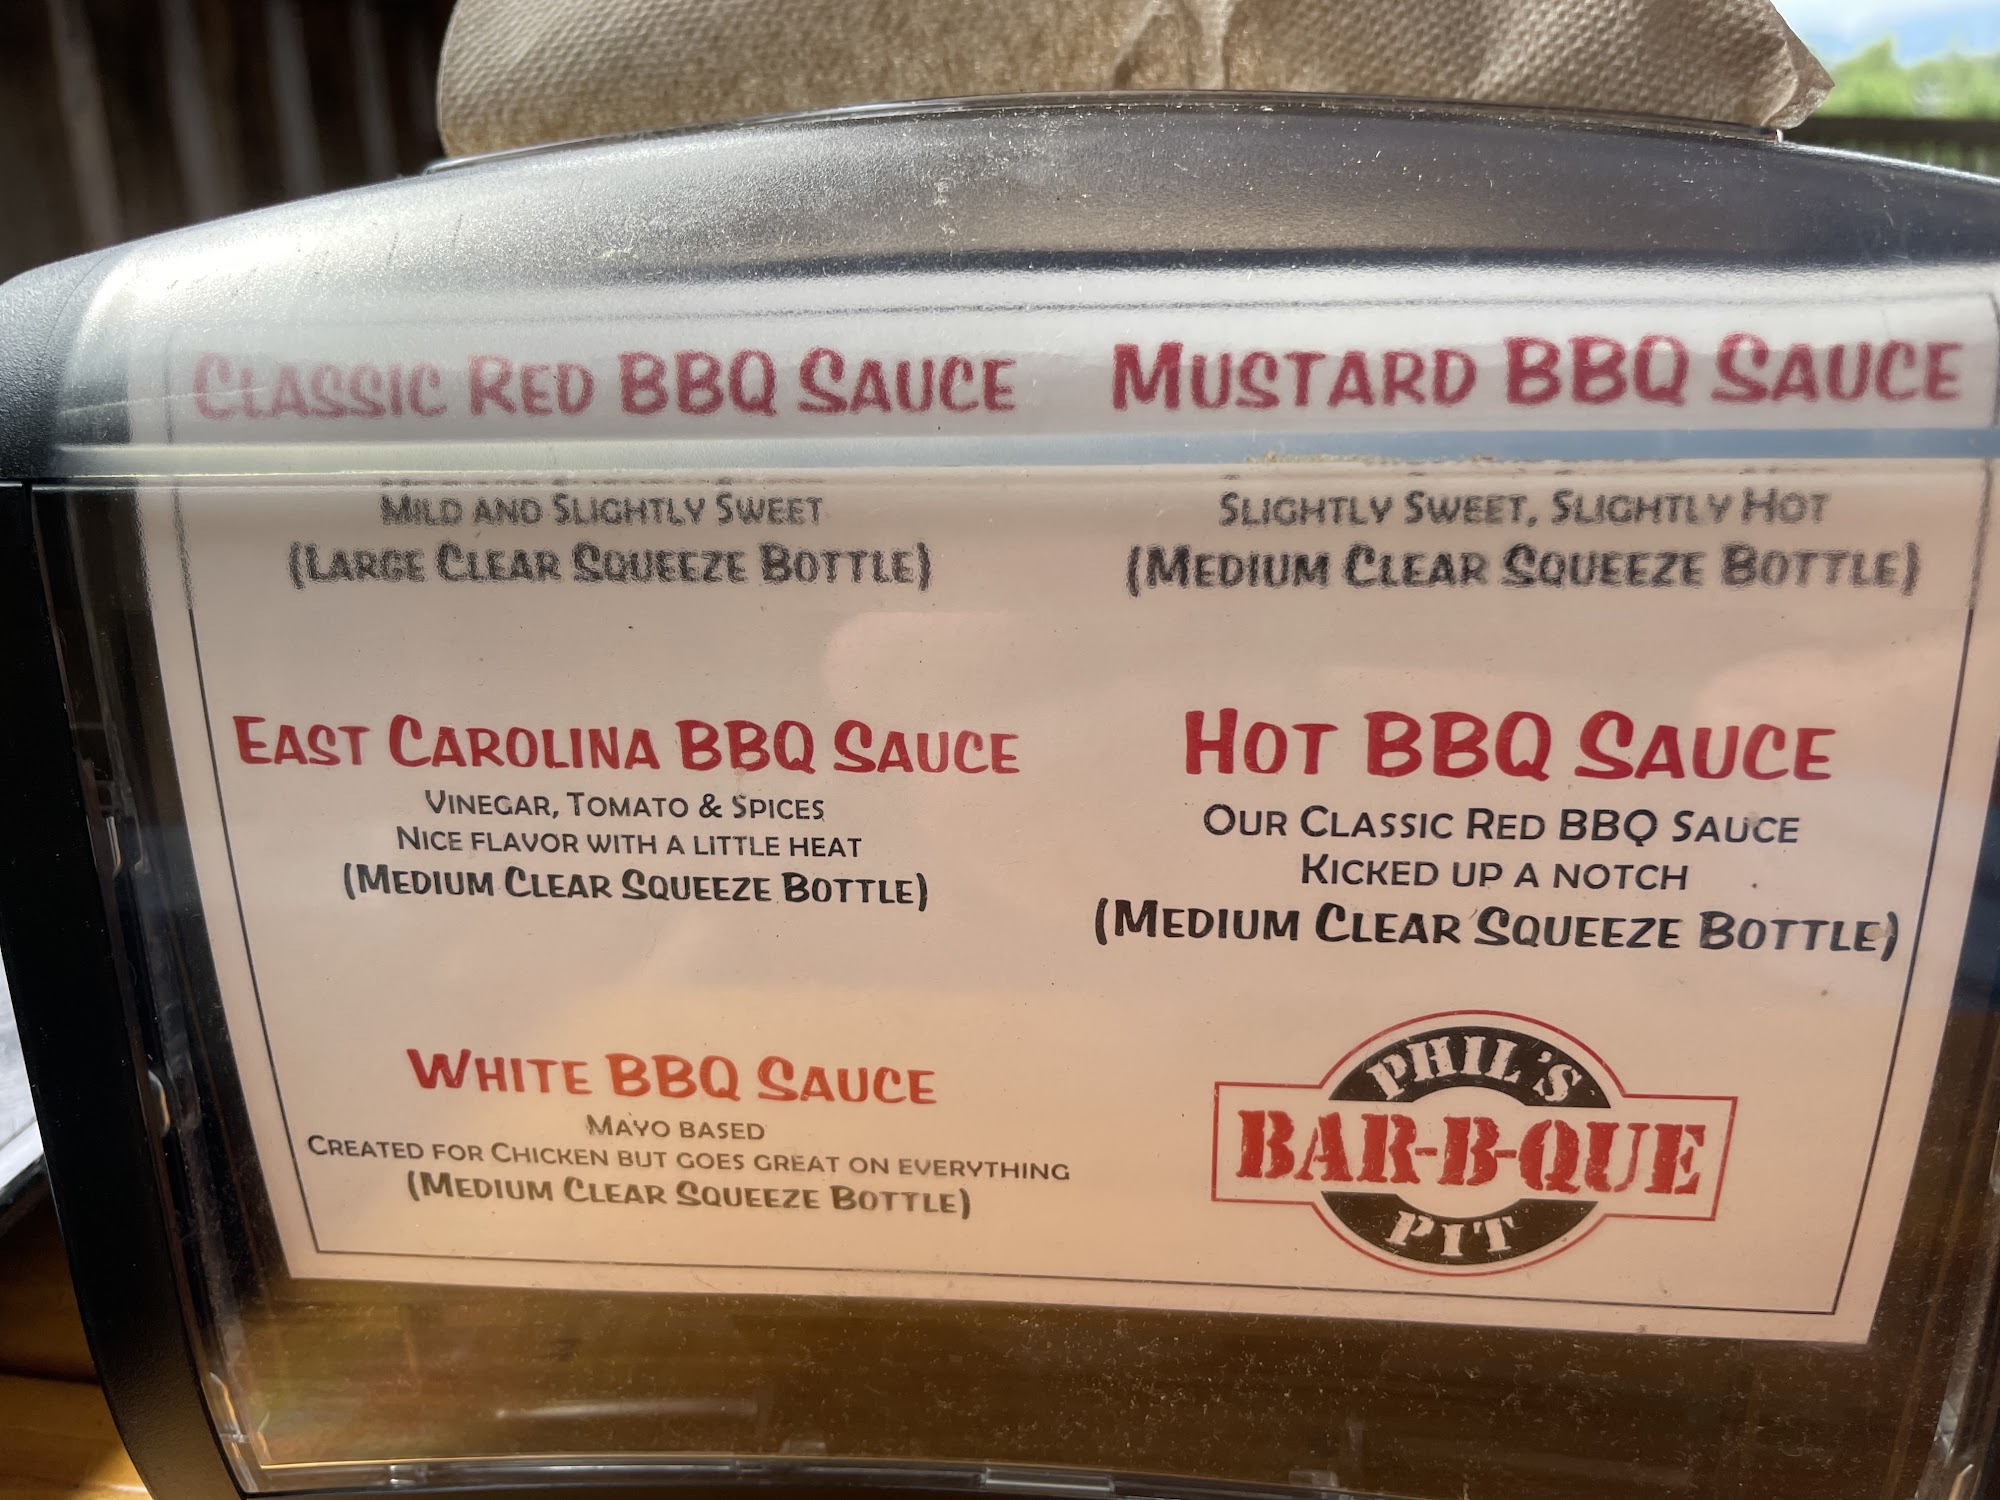 CLASSIC RED BBQ SAUCE
MILD AND SLIGHTLY SWEET
(LARGE CLEAR SQUEEZE BOTTLE)
MUSTARD BBQ SAUCE
SLIGHTLY SWEET, SLIGHTLY HOT
(MEDIUM CLEAR SQUEEZE BOTTLE)
EAST CAROLINA BBQ SAUCE
VINEGAR, TOMATO & SPICES
NICE FLAVOR WITH A LITTLE HEAT
(MEDIUM CLEAR SQUEEZE BOTTLE)
HOT BBQ SAUCE
OUR CLASSIC RED BBQ SAUCE
KICKED UP A NOTCH
(MEDIUM CLEAR SQUEEZE BOTTLE)
WHITE BBQ SAUCE
MAYO BASED
CREATED FOR CHICKEN BUT GOES GREAT ON EVERYTHING
(MEDIUM CLEAR SQUEEZE BOTTLE)
PHIL'S
BAR-B-QUE
PIT